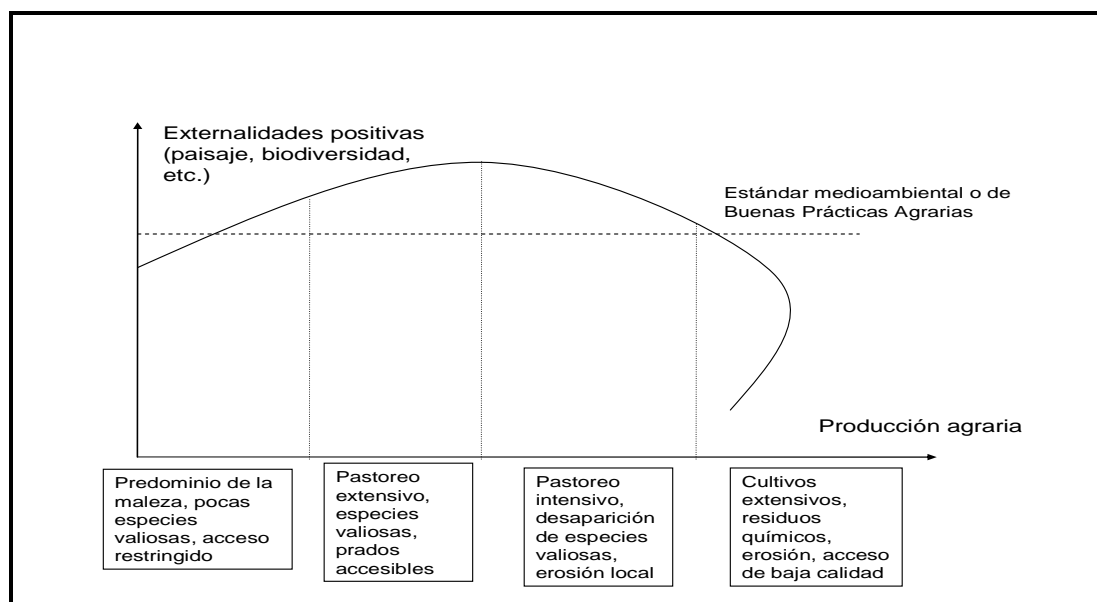 Externalidades positivas
(paisaje, biodiversidad,
etc.)
Estándar medioambiental o de
Buenas Prácticas Agrarias
Producción agraria
Predominio de la
maleza, pocas
especies
valiosas, acceso
restringido
Pastoreo
extensivo,
especies
valiosas,
prados
accesibles
Pastoreo
intensivo,
desaparición
de especies
valiosas,
erosión local
Cultivos
extensivos,
residuos
químicos,
erosión, acceso
de baja calidad